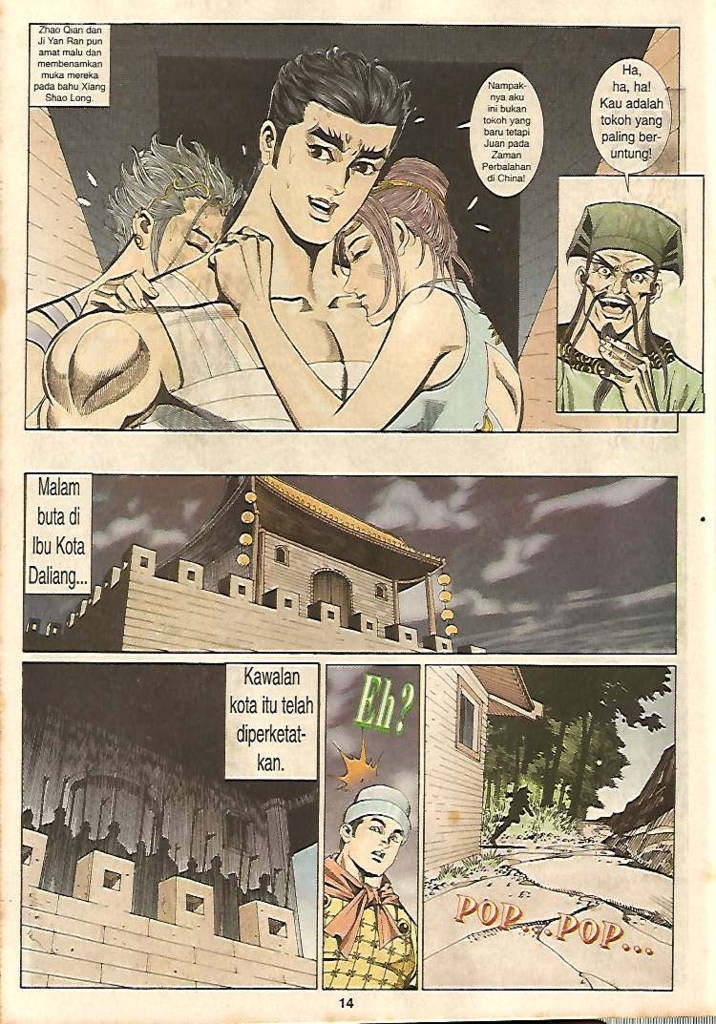 Zhao Qian dan
Ji Yan Ran pun
amat malu dan
membenamkan
muka mereka
pada bahu Xiang
Shao Long.
Nampak-
nya aku
ini bukan
tokoh yang
baru tetapi
Juan pada
Zaman
Perbalahan
di China!
Ha,
ha, ha!
Kau adalah
tokoh yang
paling ber-
untung!
Malam
buta di
Ibu Kota
Daliang...
Kawalan
kota itu telah
diperketat-
kan.
Eh?
POP...POP...
14